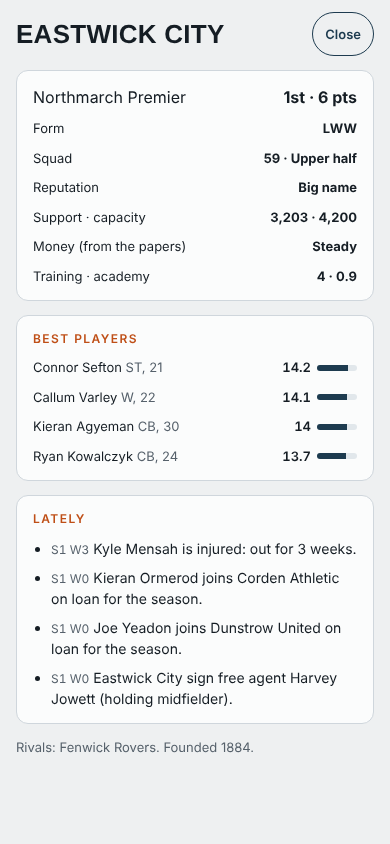 EASTWICK CITY
Close
Northmarch Premier 1st · 6 pts
Form LWW
Squad 59 · Upper half
Reputation Big name
Support · capacity 3,203 · 4,200
Money (from the papers) Steady
Training · academy 4 · 0.9
BEST PLAYERS
Connor Sefton ST, 21 14.2
Callum Varley W, 22 14.1
Kieran Agyeman CB, 30 14
Ryan Kowalczyk CB, 24 13.7
LATELY
• S1 W3 Kyle Mensah is injured: out for 3 weeks.
• S1 W0 Kieran Ormerod joins Corden Athletic
on loan for the season.
• S1 W0 Joe Yeadon joins Dunstrow United on
loan for the season.
• S1 W0 Eastwick City sign free agent Harvey
Jowett (holding midfielder).
Rivals: Fenwick Rovers. Founded 1884.